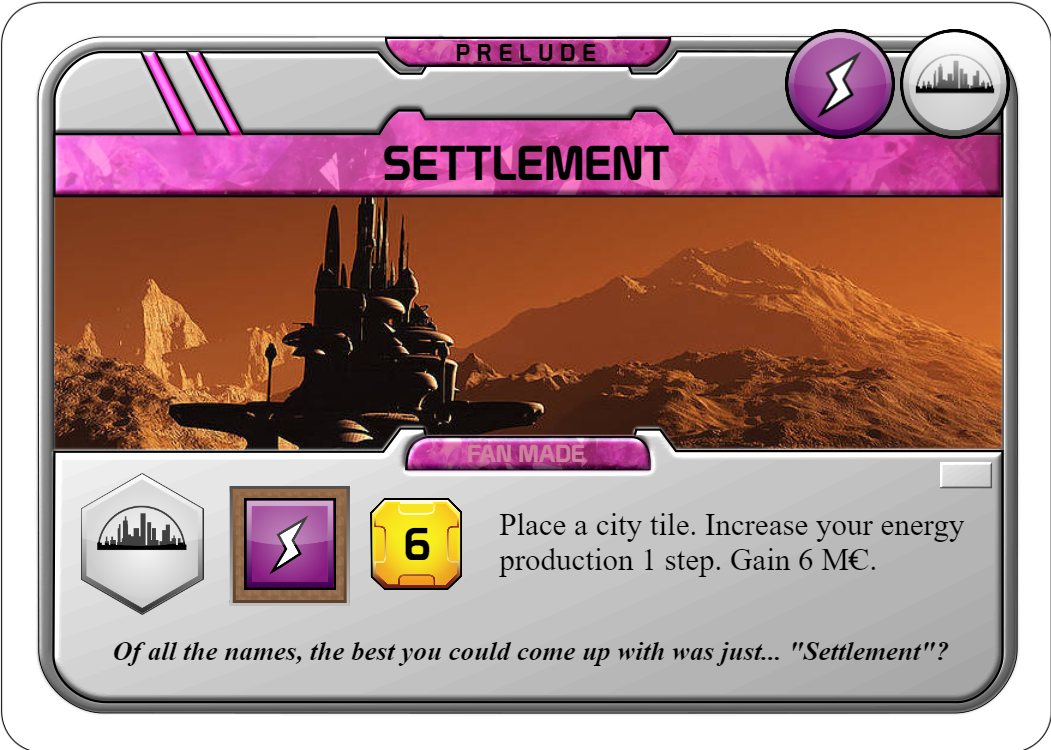 PRELUDE
SETTLEMENT
FAN MADE
6
Place a city tile. Increase your energy
production 1 step. Gain 6 M€.
Of all the names, the best you could come up with was just... "Settlement"?